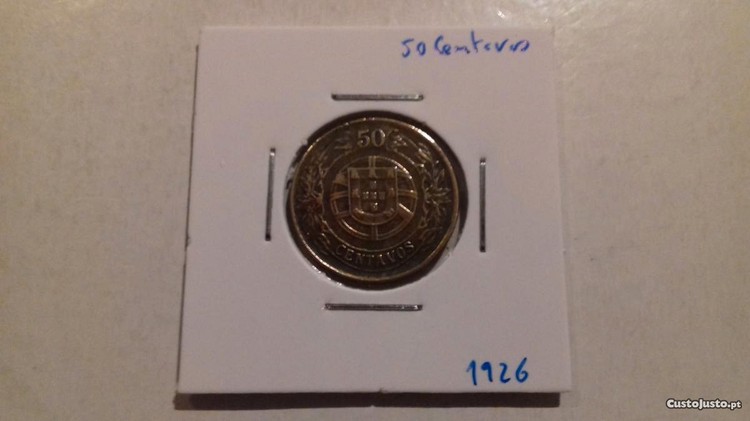 50 Centavos
50
CENTAVOS
1926
CustoJusto.pt